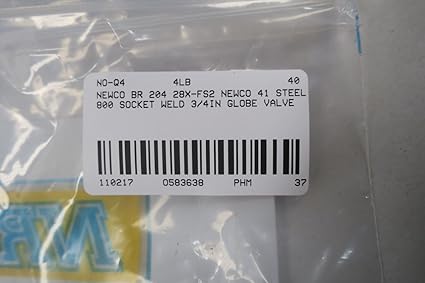 NO-Q4 4LB 40
NEWCO BR 204 28X-FS2 NEWCO 41 STEEL
800 SOCKET WELD 3/4IN GLOBE VALVE
110217 0583638 PHM 37